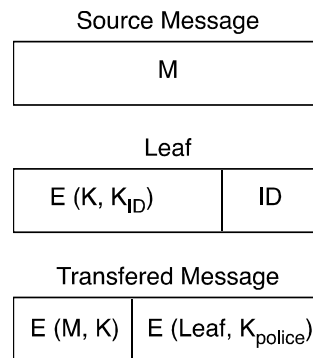 Source Message
M
Leaf
E (K, K_ID) ID
Transfered Message
E (M, K) E (Leaf, K_police)